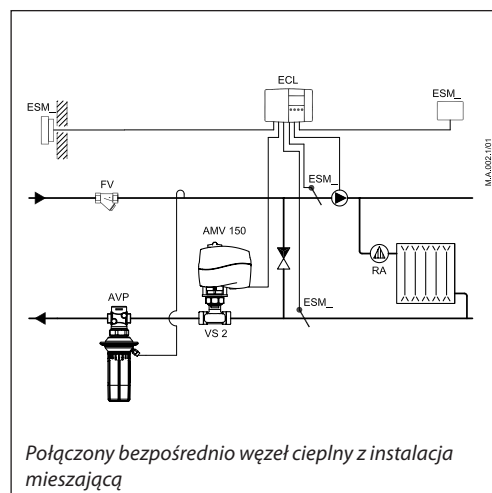 ECL
ESM_
ESM_
M.A.002.1/01
FV
ESM_
AMV 150
RA
AVP
ESM_
VS 2
Połączony bezpośrednio węzeł cieplny z instalacja
mieszającą